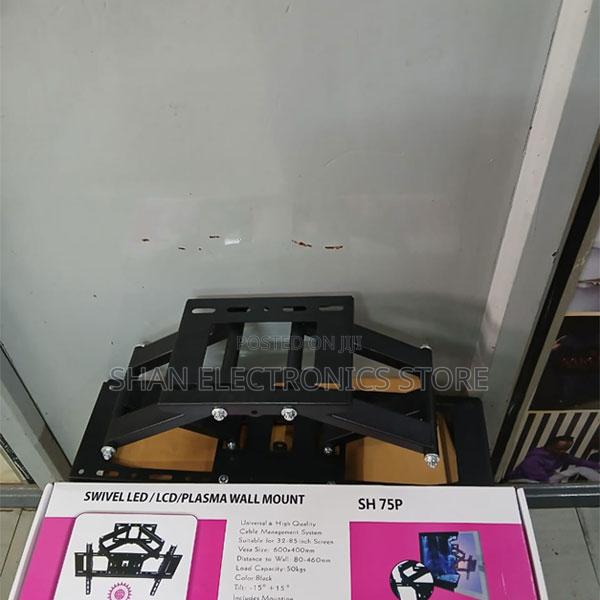 POSTED ON Jiji
SHAN ELECTRONICS STORE
SWIVEL LED/LCD/PLASMA WALL MOUNT
SH 75P
Universal & High Quality
Cable Management System
Suitable for 32-85 inch Screen
Vesa Size: 600x400mm
Distance to Wall: 80-460mm
Load Capacity: 50kgs
Color: Black
Tilt: -15° +15°
Includes Mounting